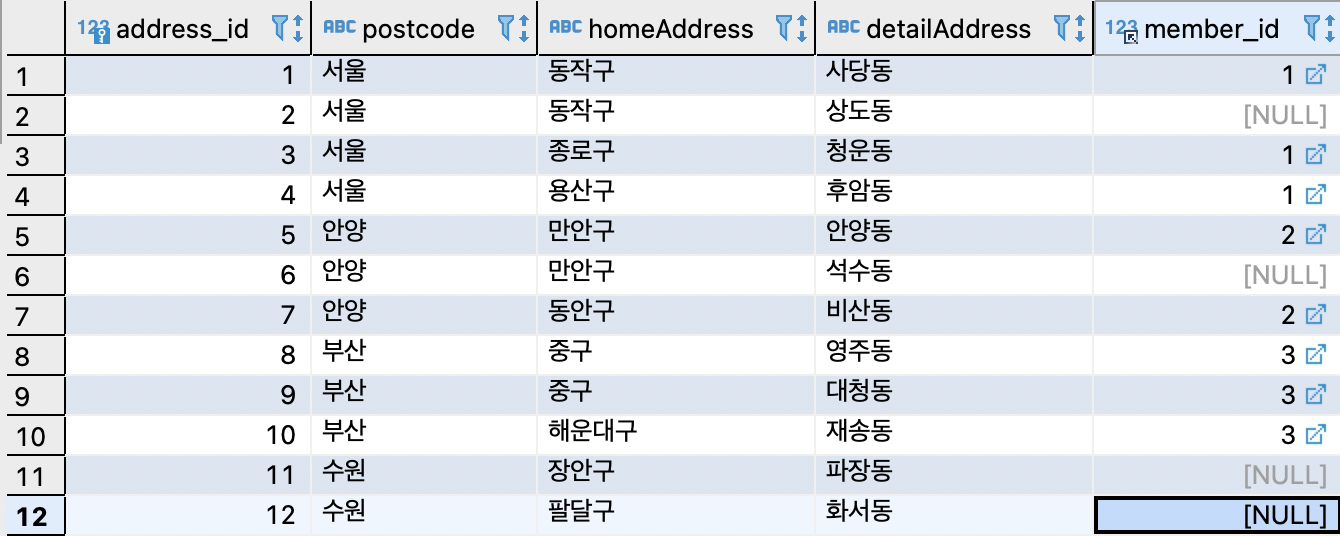 123 address_id ABC postcode ABC homeAddress ABC detailAddress 123 member_id
1 1 서울 동작구 사당동 1
2 2 서울 동작구 상도동 [NULL]
3 3 서울 종로구 청운동 1
4 4 서울 용산구 후암동 1
5 5 안양 만안구 안양동 2
6 6 안양 만안구 석수동 [NULL]
7 7 안양 동안구 비산동 2
8 8 부산 중구 영주동 3
9 9 부산 중구 대청동 3
10 10 부산 해운대구 재송동 3
11 11 수원 장안구 파장동 [NULL]
12 12 수원 팔달구 화서동 [NULL]